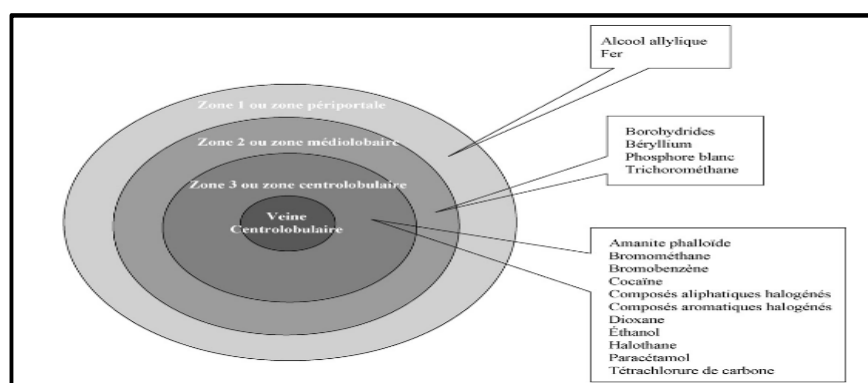 Zone 1 ou zone périportale
Zone 2 ou zone médiolobaire
Zone 3 ou zone centrolobulaire
Veine
Centrolobulaire
Alcool allylique
Fer
Borohydrides
Béryllium
Phosphore blanc
Trichorométhane
Amanite phalloïde
Bromométhane
Bromobenzène
Cocaïne
Composés aliphatiques halogénés
Composés aromatiques halogénés
Dioxane
Éthanol
Halothane
Paracétamol
Tétrachlorure de carbone